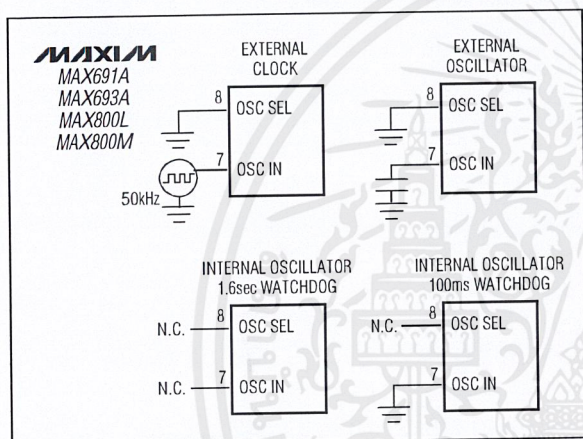 MAXIM
MAX691A
MAX693A
MAX800L
MAX800M
EXTERNAL
CLOCK
8 OSC SEL
7 OSC IN
50kHz
EXTERNAL
OSCILLATOR
8 OSC SEL
7 OSC IN
INTERNAL OSCILLATOR
1.6sec WATCHDOG
N.C. 8 OSC SEL
N.C. 7 OSC IN
INTERNAL OSCILLATOR
100ms WATCHDOG
N.C. 8 OSC SEL
7 OSC IN